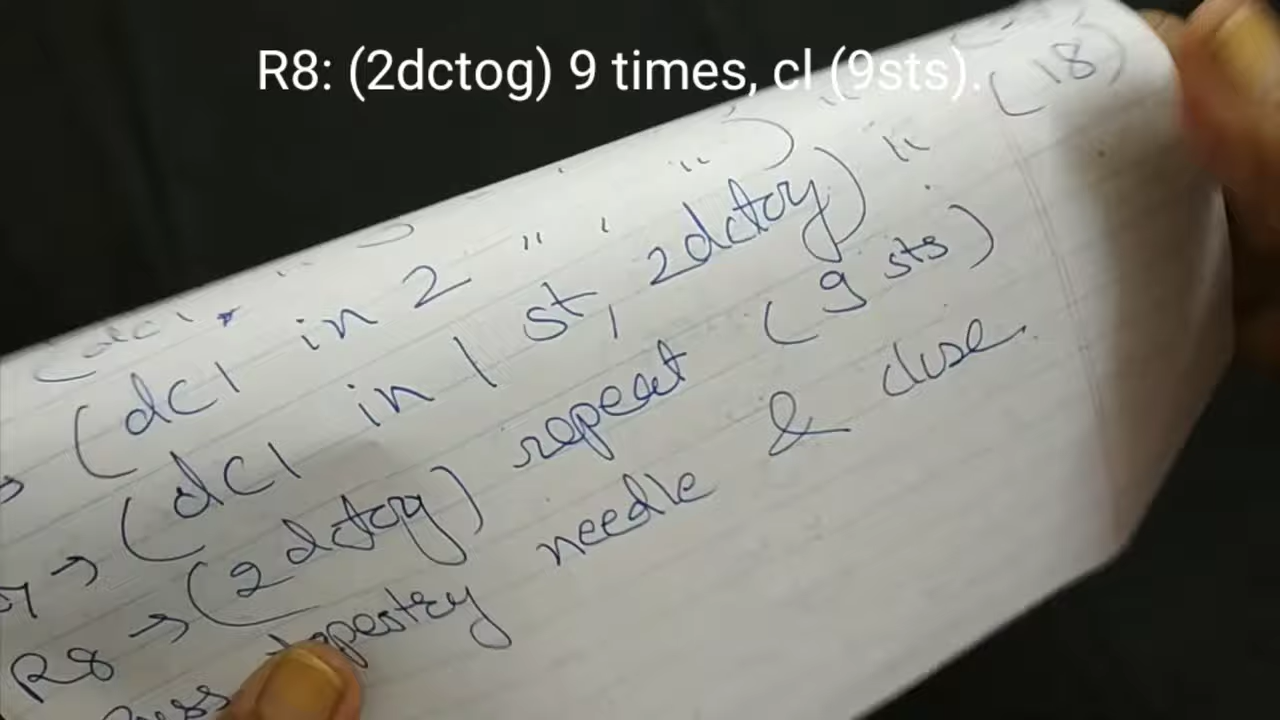 R8: (2dctog) 9 times, cl (9sts).
(18)
(dc1 in 2 " , " ) "
(dc1 in 1 st, 2dctog) "
R8 → (2dctog) repeat (9 sts)
tapestry needle & close.